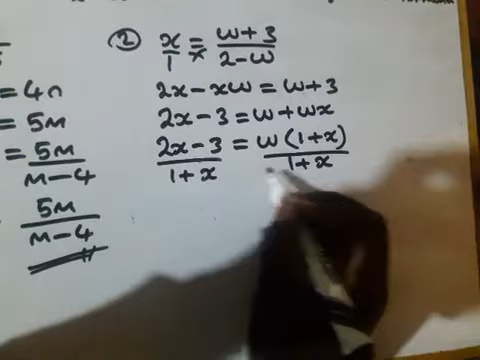 = 4n
= 5m
= 5m / m-4
5m / m-4
② x/1 = w+3 / 2-w
2x-xw = w+3
2x-3 = w+wx
2x-3 / 1+x = w(1+x) / 1+x